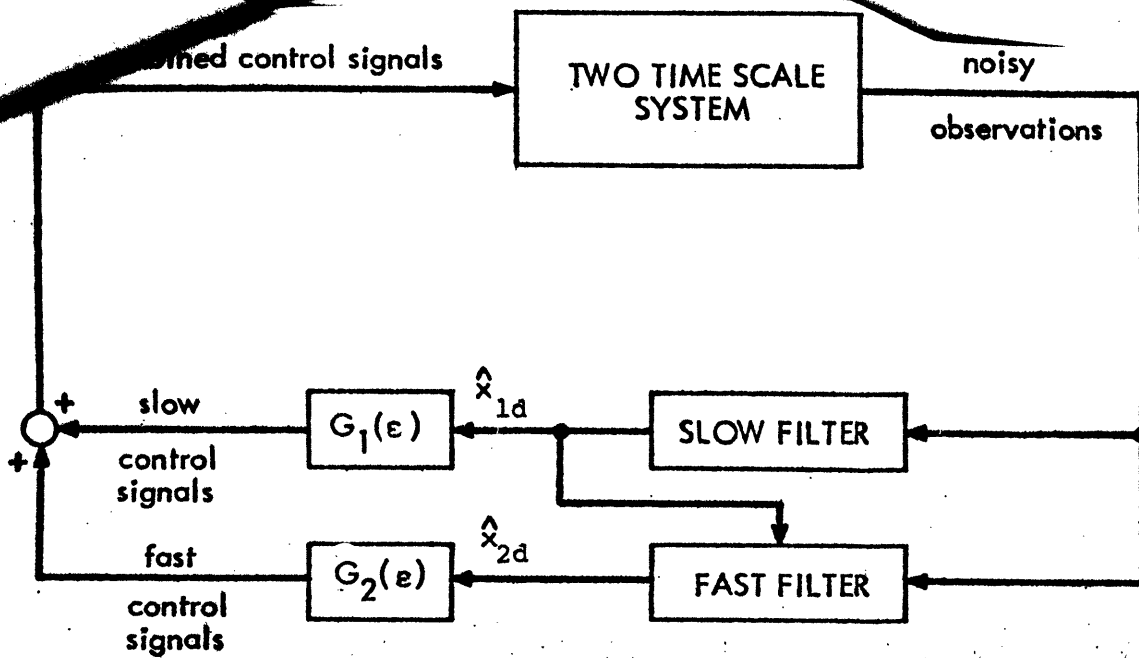 control signals
TWO TIME SCALE
SYSTEM
noisy
observations
+
slow
control
signals
G₁(ε)
x̂₁d
SLOW FILTER
+
fast
control
signals
G₂(ε)
x̂₂d
FAST FILTER